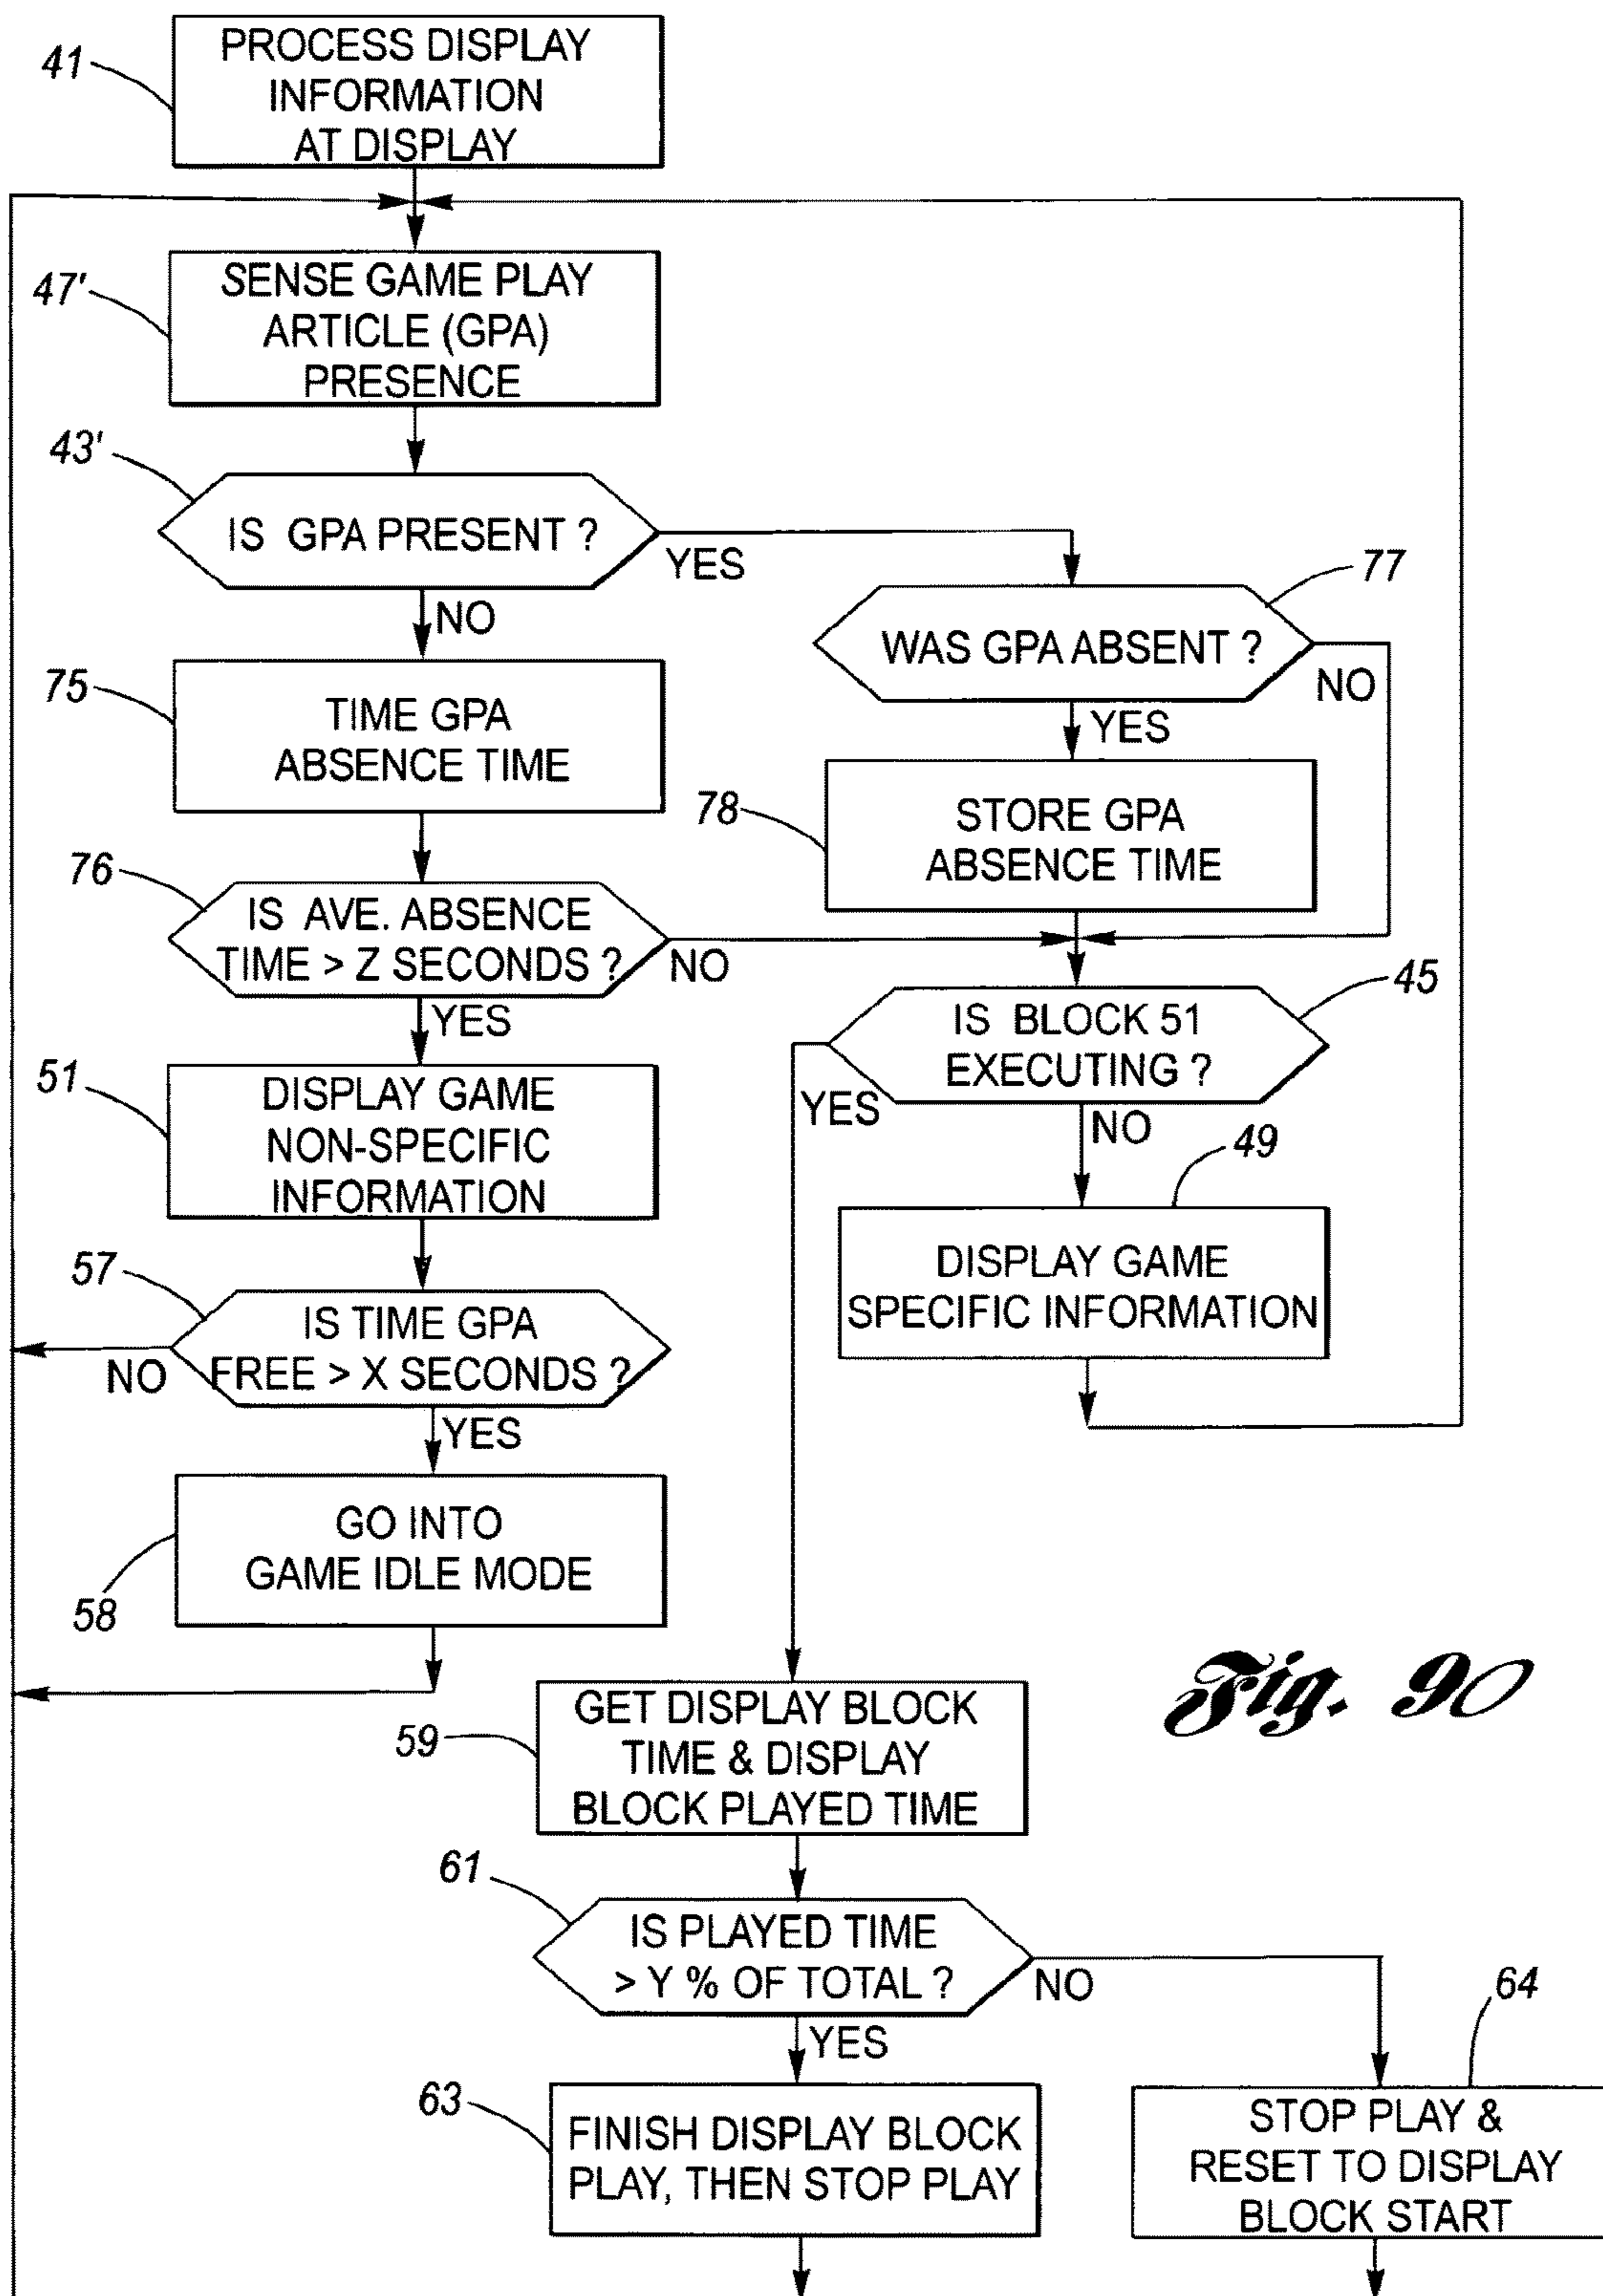 41
PROCESS DISPLAY
INFORMATION
AT DISPLAY
47'
SENSE GAME PLAY
ARTICLE (GPA)
PRESENCE
43'
IS GPA PRESENT ?
YES
NO
77
WAS GPA ABSENT ?
NO
YES
75
TIME GPA
ABSENCE TIME
78
STORE GPA
ABSENCE TIME
76
IS AVE. ABSENCE
TIME > Z SECONDS ?
NO
YES
45
IS BLOCK 51
EXECUTING ?
YES
NO
51
DISPLAY GAME
NON-SPECIFIC
INFORMATION
49
DISPLAY GAME
SPECIFIC INFORMATION
57
IS TIME GPA
FREE > X SECONDS ?
NO
YES
58
GO INTO
GAME IDLE MODE
Fig. 90
59
GET DISPLAY BLOCK
TIME & DISPLAY
BLOCK PLAYED TIME
61
IS PLAYED TIME
> Y % OF TOTAL ?
NO
YES
63
FINISH DISPLAY BLOCK
PLAY, THEN STOP PLAY
64
STOP PLAY &
RESET TO DISPLAY
BLOCK START